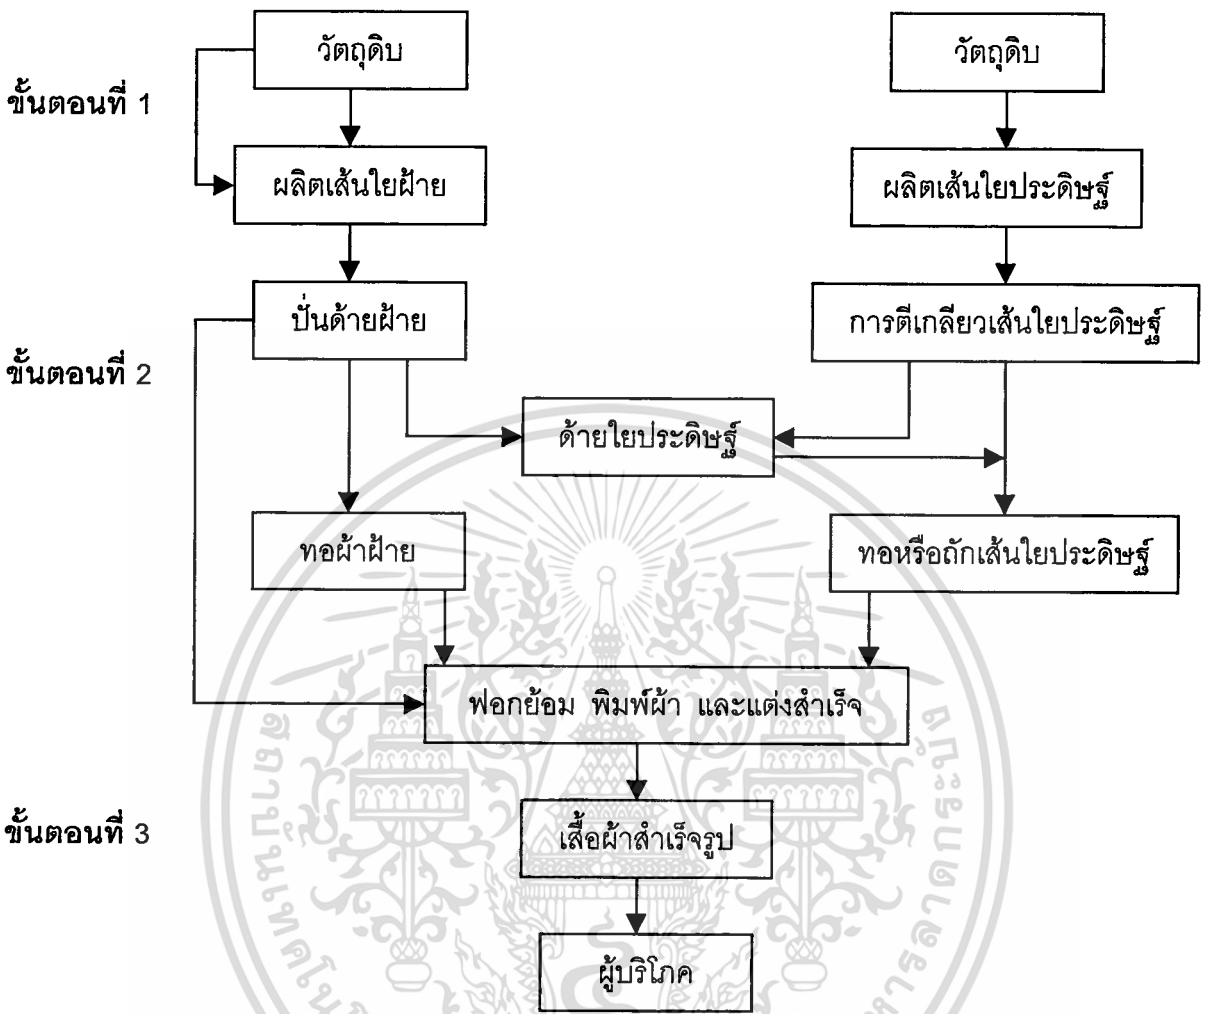 วัตถุดิบ
วัตถุดิบ
ขั้นตอนที่ 1
ผลิตเส้นใยฝ้าย
ผลิตเส้นใยประดิษฐ์
ปั่นด้ายฝ้าย
การตีเกลียวเส้นใยประดิษฐ์
ขั้นตอนที่ 2
ด้ายใยประดิษฐ์
ทอผ้าฝ้าย
ทอหรือถักเส้นใยประดิษฐ์
ฟอกย้อม พิมพ์ผ้า และแต่งสำเร็จ
ขั้นตอนที่ 3
เสื้อผ้าสำเร็จรูป
ผู้บริโภค